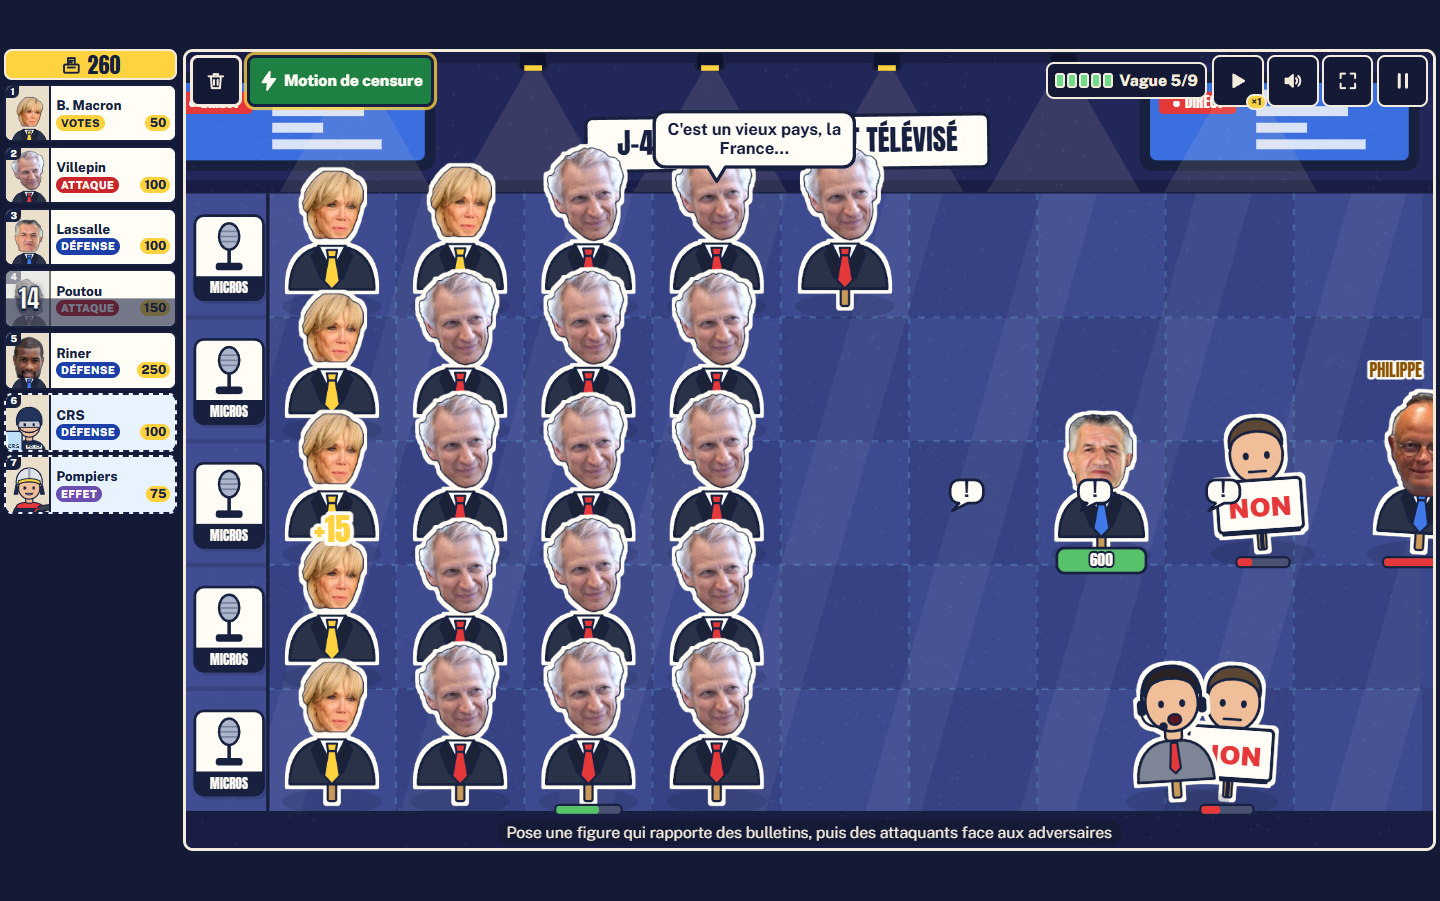 260
1
B. Macron
VOTES
50
2
Villepin
ATTAQUE
100
3
Lassalle
DÉFENSE
100
4
14
Poutou
ATTAQUE
150
5
Riner
DÉFENSE
250
6
CRS
DÉFENSE
100
7
Pompiers
EFFET
75
Motion de censure
Vague 5/9
×1
DIRECT
J-4
T TÉLÉVISÉ
C'est un vieux pays, la
France...
MICROS
MICROS
PHILIPPE
MICROS
+15
!
!
!
NON
600
MICROS
MICROS
NON
Pose une figure qui rapporte des bulletins, puis des attaquants face aux adversaires